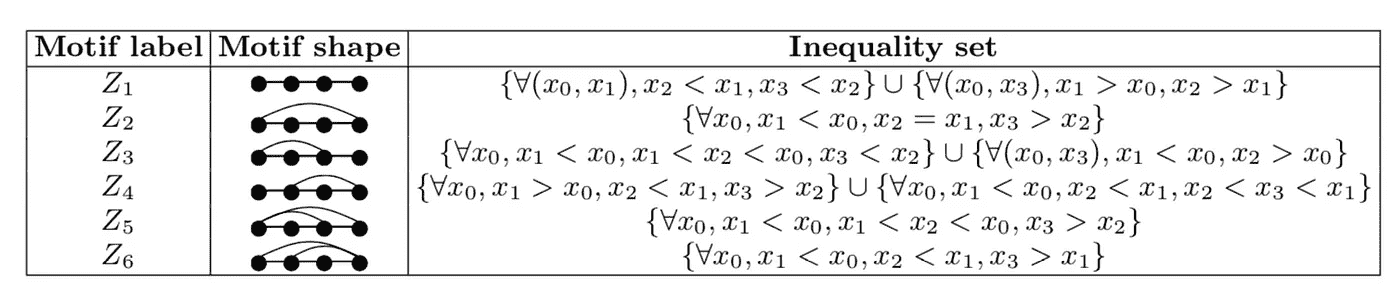 Motif label Motif shape Inequality set
Z₁ {∀(x₀, x₁), x₂ < x₁, x₃ < x₂} ∪ {∀(x₀, x₃), x₁ > x₀, x₂ > x₁}
Z₂ {∀x₀, x₁ < x₀, x₂ = x₁, x₃ > x₂}
Z₃ {∀x₀, x₁ < x₀, x₁ < x₂ < x₀, x₃ < x₂} ∪ {∀(x₀, x₃), x₁ < x₀, x₂ > x₀}
Z₄ {∀x₀, x₁ > x₀, x₂ < x₁, x₃ > x₂} ∪ {∀x₀, x₁ < x₀, x₂ < x₁, x₂ < x₃ < x₁}
Z₅ {∀x₀, x₁ < x₀, x₁ < x₂ < x₀, x₃ > x₂}
Z₆ {∀x₀, x₁ < x₀, x₂ < x₁, x₃ > x₁}